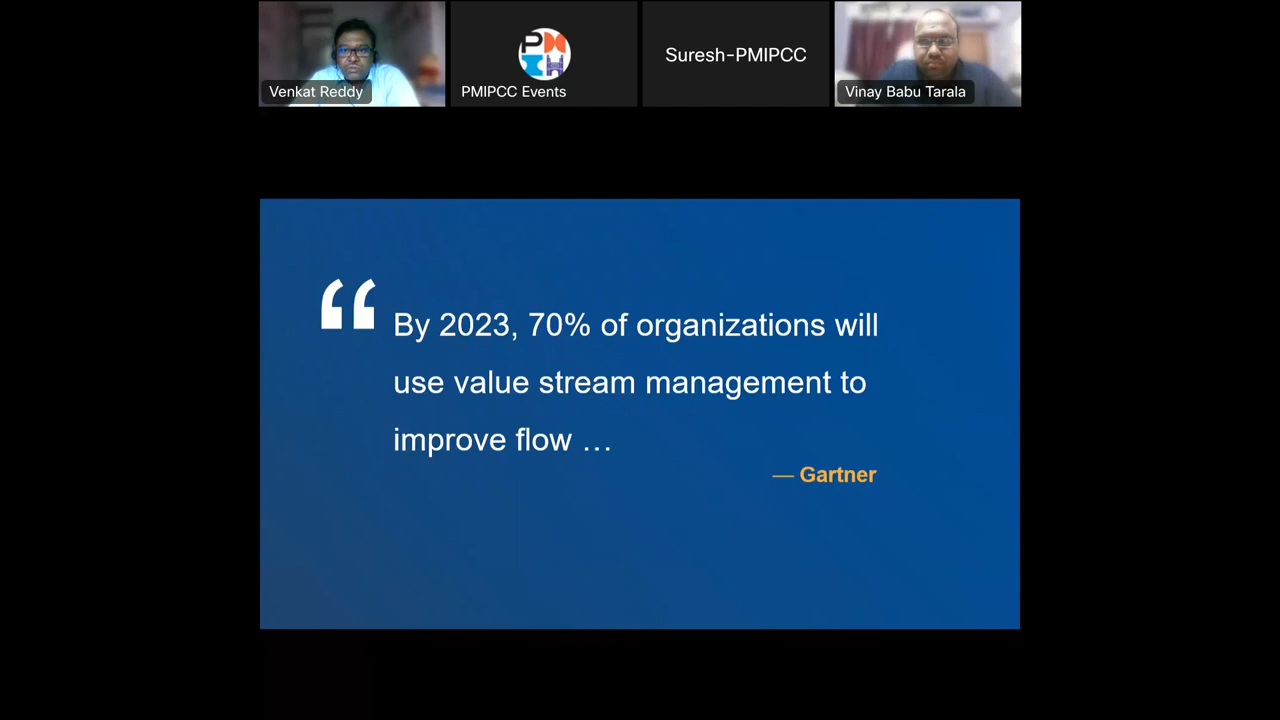 Venkat Reddy
PMIPCC Events
Suresh-PMIPCC
Vinay Babu Tarala
“ By 2023, 70% of organizations will
use value stream management to
improve flow …
— Gartner